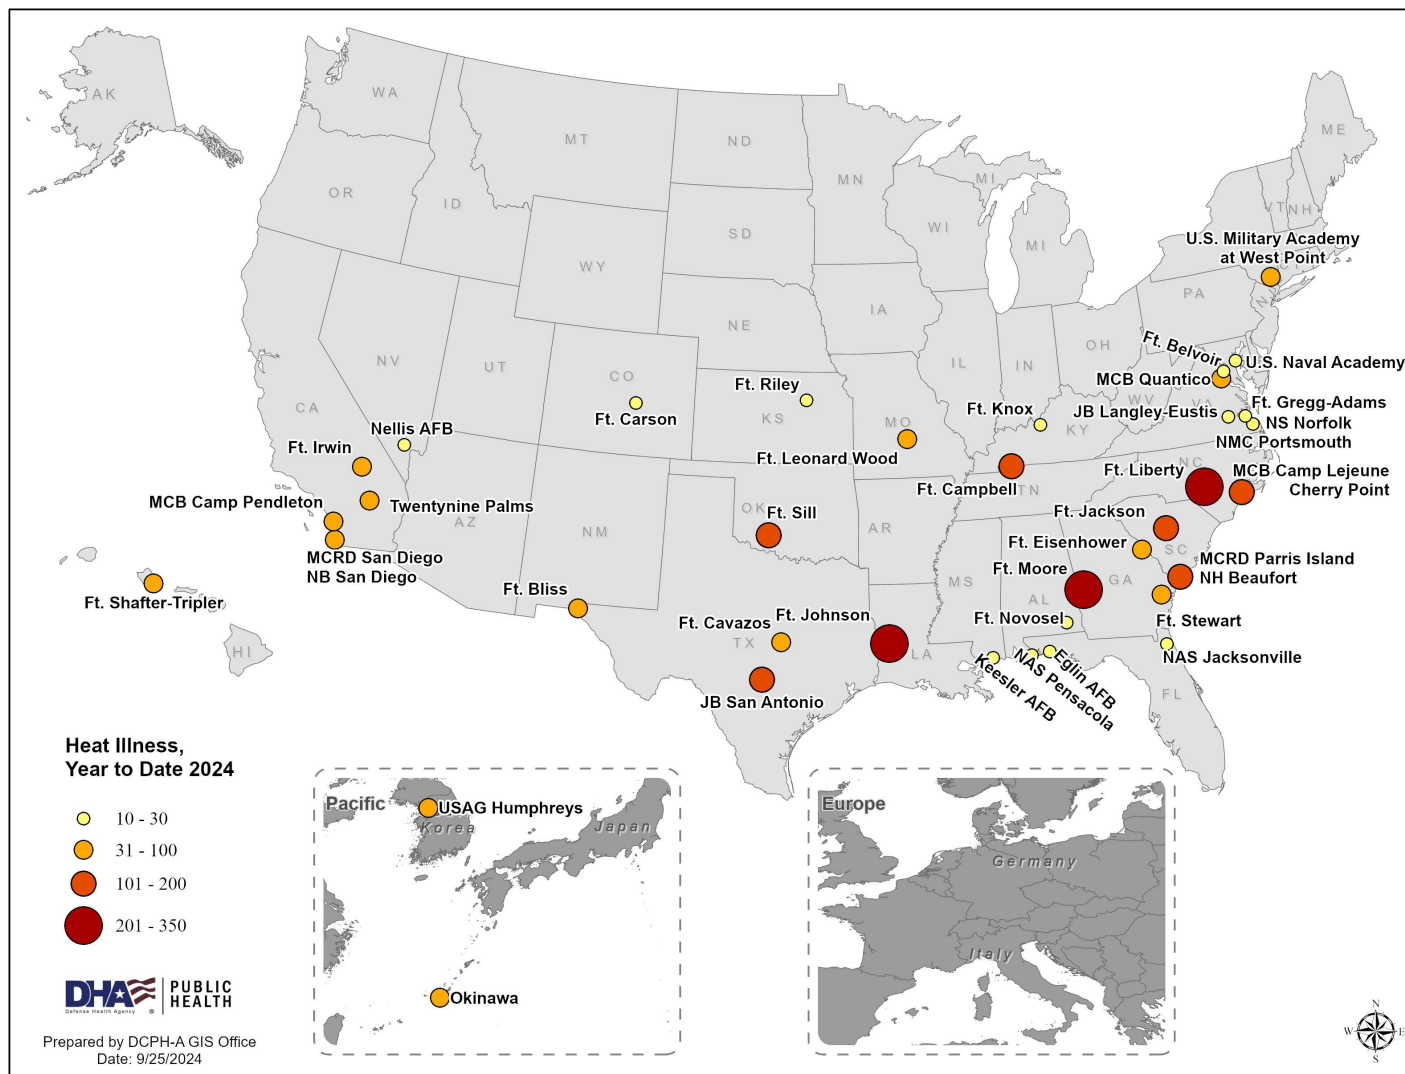 AK
WA
MT
ND
MN
MI
ME
OR
ID
WY
SD
WI
MI
VT
NH
U.S. Military Academy
at West Point
CT
PA
NE
IA
NV
UT
CO
IL
IN
OH
Ft. Belvoir
U.S. Naval Academy
MCB Quantico
WV
VA
CA
Nellis AFB
Ft. Carson
Ft. Riley
KS
MO
Ft. Knox
KY
JB Langley-Eustis
Ft. Gregg-Adams
NS Norfolk
NMC Portsmouth
Ft. Irwin
Ft. Leonard Wood
Ft. Campbell
TN
Ft. Liberty
NC
MCB Camp Lejeune
Cherry Point
MCB Camp Pendleton
Twentynine Palms
AZ
NM
OK
Ft. Sill
AR
Ft. Jackson
SC
Ft. Eisenhower
MCRD San Diego
NB San Diego
MS
AL
GA
Ft. Moore
MCRD Parris Island
NH Beaufort
Ft. Shafter-Tripler
HI
Ft. Bliss
Ft. Cavazos
TX
Ft. Johnson
LA
Ft. Novosel
Ft. Stewart
JB San Antonio
Keesler AFB
NAS Pensacola
Eglin AFB
NAS Jacksonville
FL
Heat Illness,
Year to Date 2024
10 - 30
31 - 100
101 - 200
201 - 350
DHA
Defense Health Agency
®
PUBLIC
HEALTH
Prepared by DCPH-A GIS Office
Date: 9/25/2024
Pacific
USAG Humphreys
Korea
Japan
Okinawa
Europe
Germany
Italy
N
W
E
S